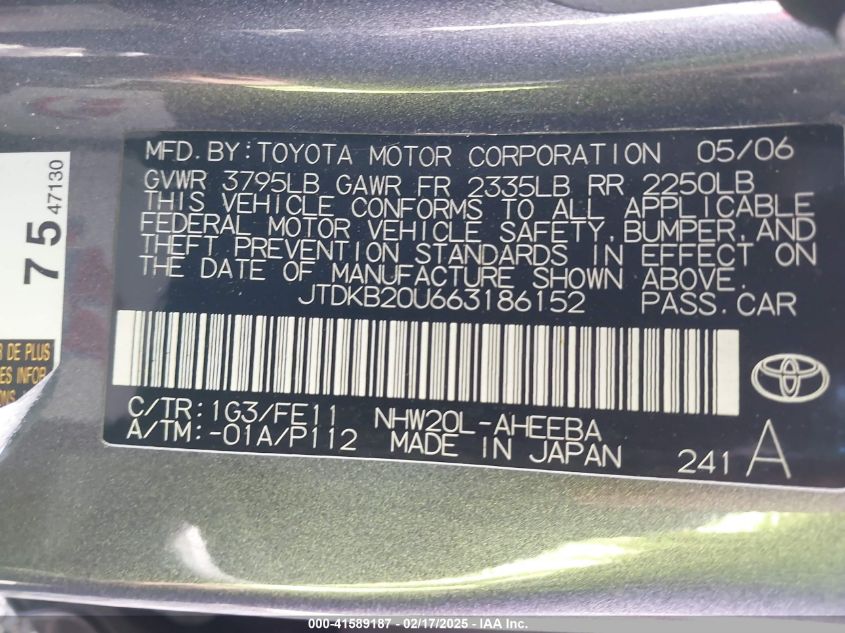 MFD. BY: TOYOTA MOTOR CORPORATION 05/06
GVWR 3795LB GAWR FR 2335LB RR 2250LB
THIS VEHICLE CONFORMS TO ALL APPLICABLE
FEDERAL MOTOR VEHICLE SAFETY, BUMPER, AND
THEFT PREVENTION STANDARDS IN EFFECT ON
THE DATE OF MANUFACTURE SHOWN ABOVE.
JTDKB20U663186152 PASS. CAR
C/TR: 1G3/FE11 NHW20L-AHEEBA
A/TM: -01A/P112 MADE IN JAPAN 241 A
75 47130
DE PLUS
INFOR
000-41589187 - 02/17/2025 - IAA Inc.